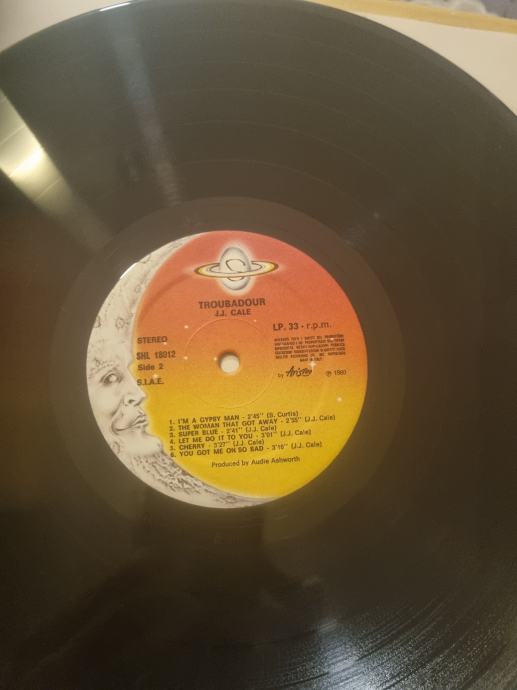 S
TROUBADOUR
J.J. CALE
STEREO
LP. 33 - r.p.m.
SHL 18012
Side 2
S.I.A.E.
by Ariston ℗ 1980
1. I'M A GYPSY MAN - 2'45'' (S. Curtis)
2. THE WOMAN THAT GOT AWAY - 2'55'' (J.J. Cale)
3. SUPER BLUE - 2'41'' (J.J. Cale)
4. LET ME DO IT TO YOU - 3'01'' (J.J. Cale)
5. CHERRY - 3'27'' (J.J. Cale)
6. YOU GOT ME ON SO BAD - 3'16'' (J.J. Cale)
Produced by Audie Ashworth